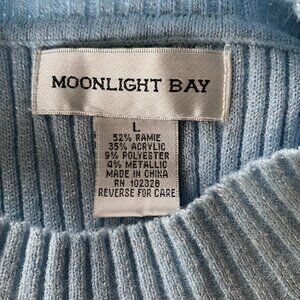 MOONLIGHT BAY
L
52% RAMIE
35% ACRYLIC
9% POLYESTER
4% METALLIC
MADE IN CHINA
RN 102328
REVERSE FOR CARE